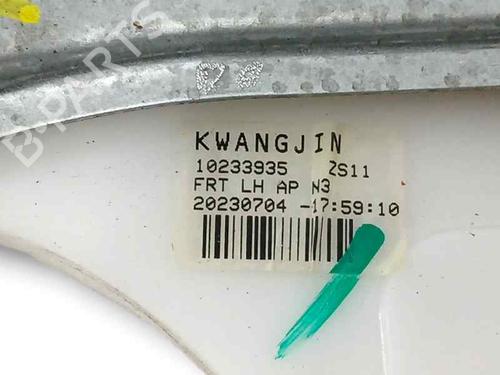 B-PARTS
KWANGJIN
10233935 ZS11
FRT LH AP N3
20230704 -17:59:10